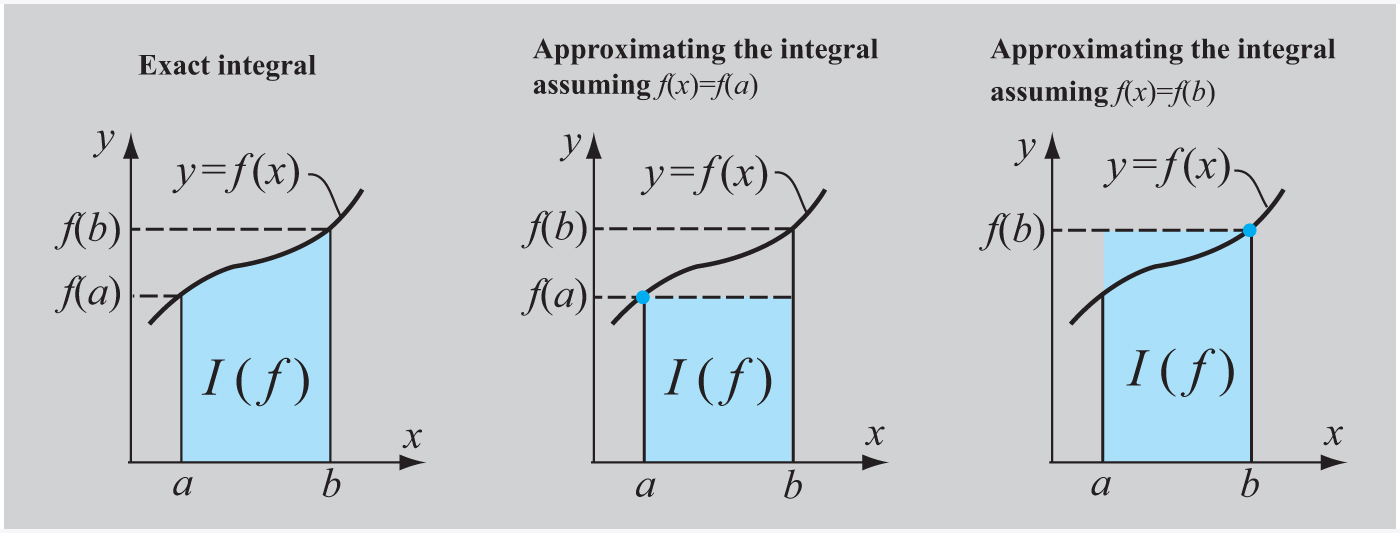 Exact integral
y
y=f(x)
f(b)
f(a)
I(f)
x
a
b
Approximating the integral
assuming f(x)=f(a)
y
y=f(x)
f(b)
f(a)
I(f)
x
a
b
Approximating the integral
assuming f(x)=f(b)
y
y=f(x)
f(b)
I(f)
x
a
b